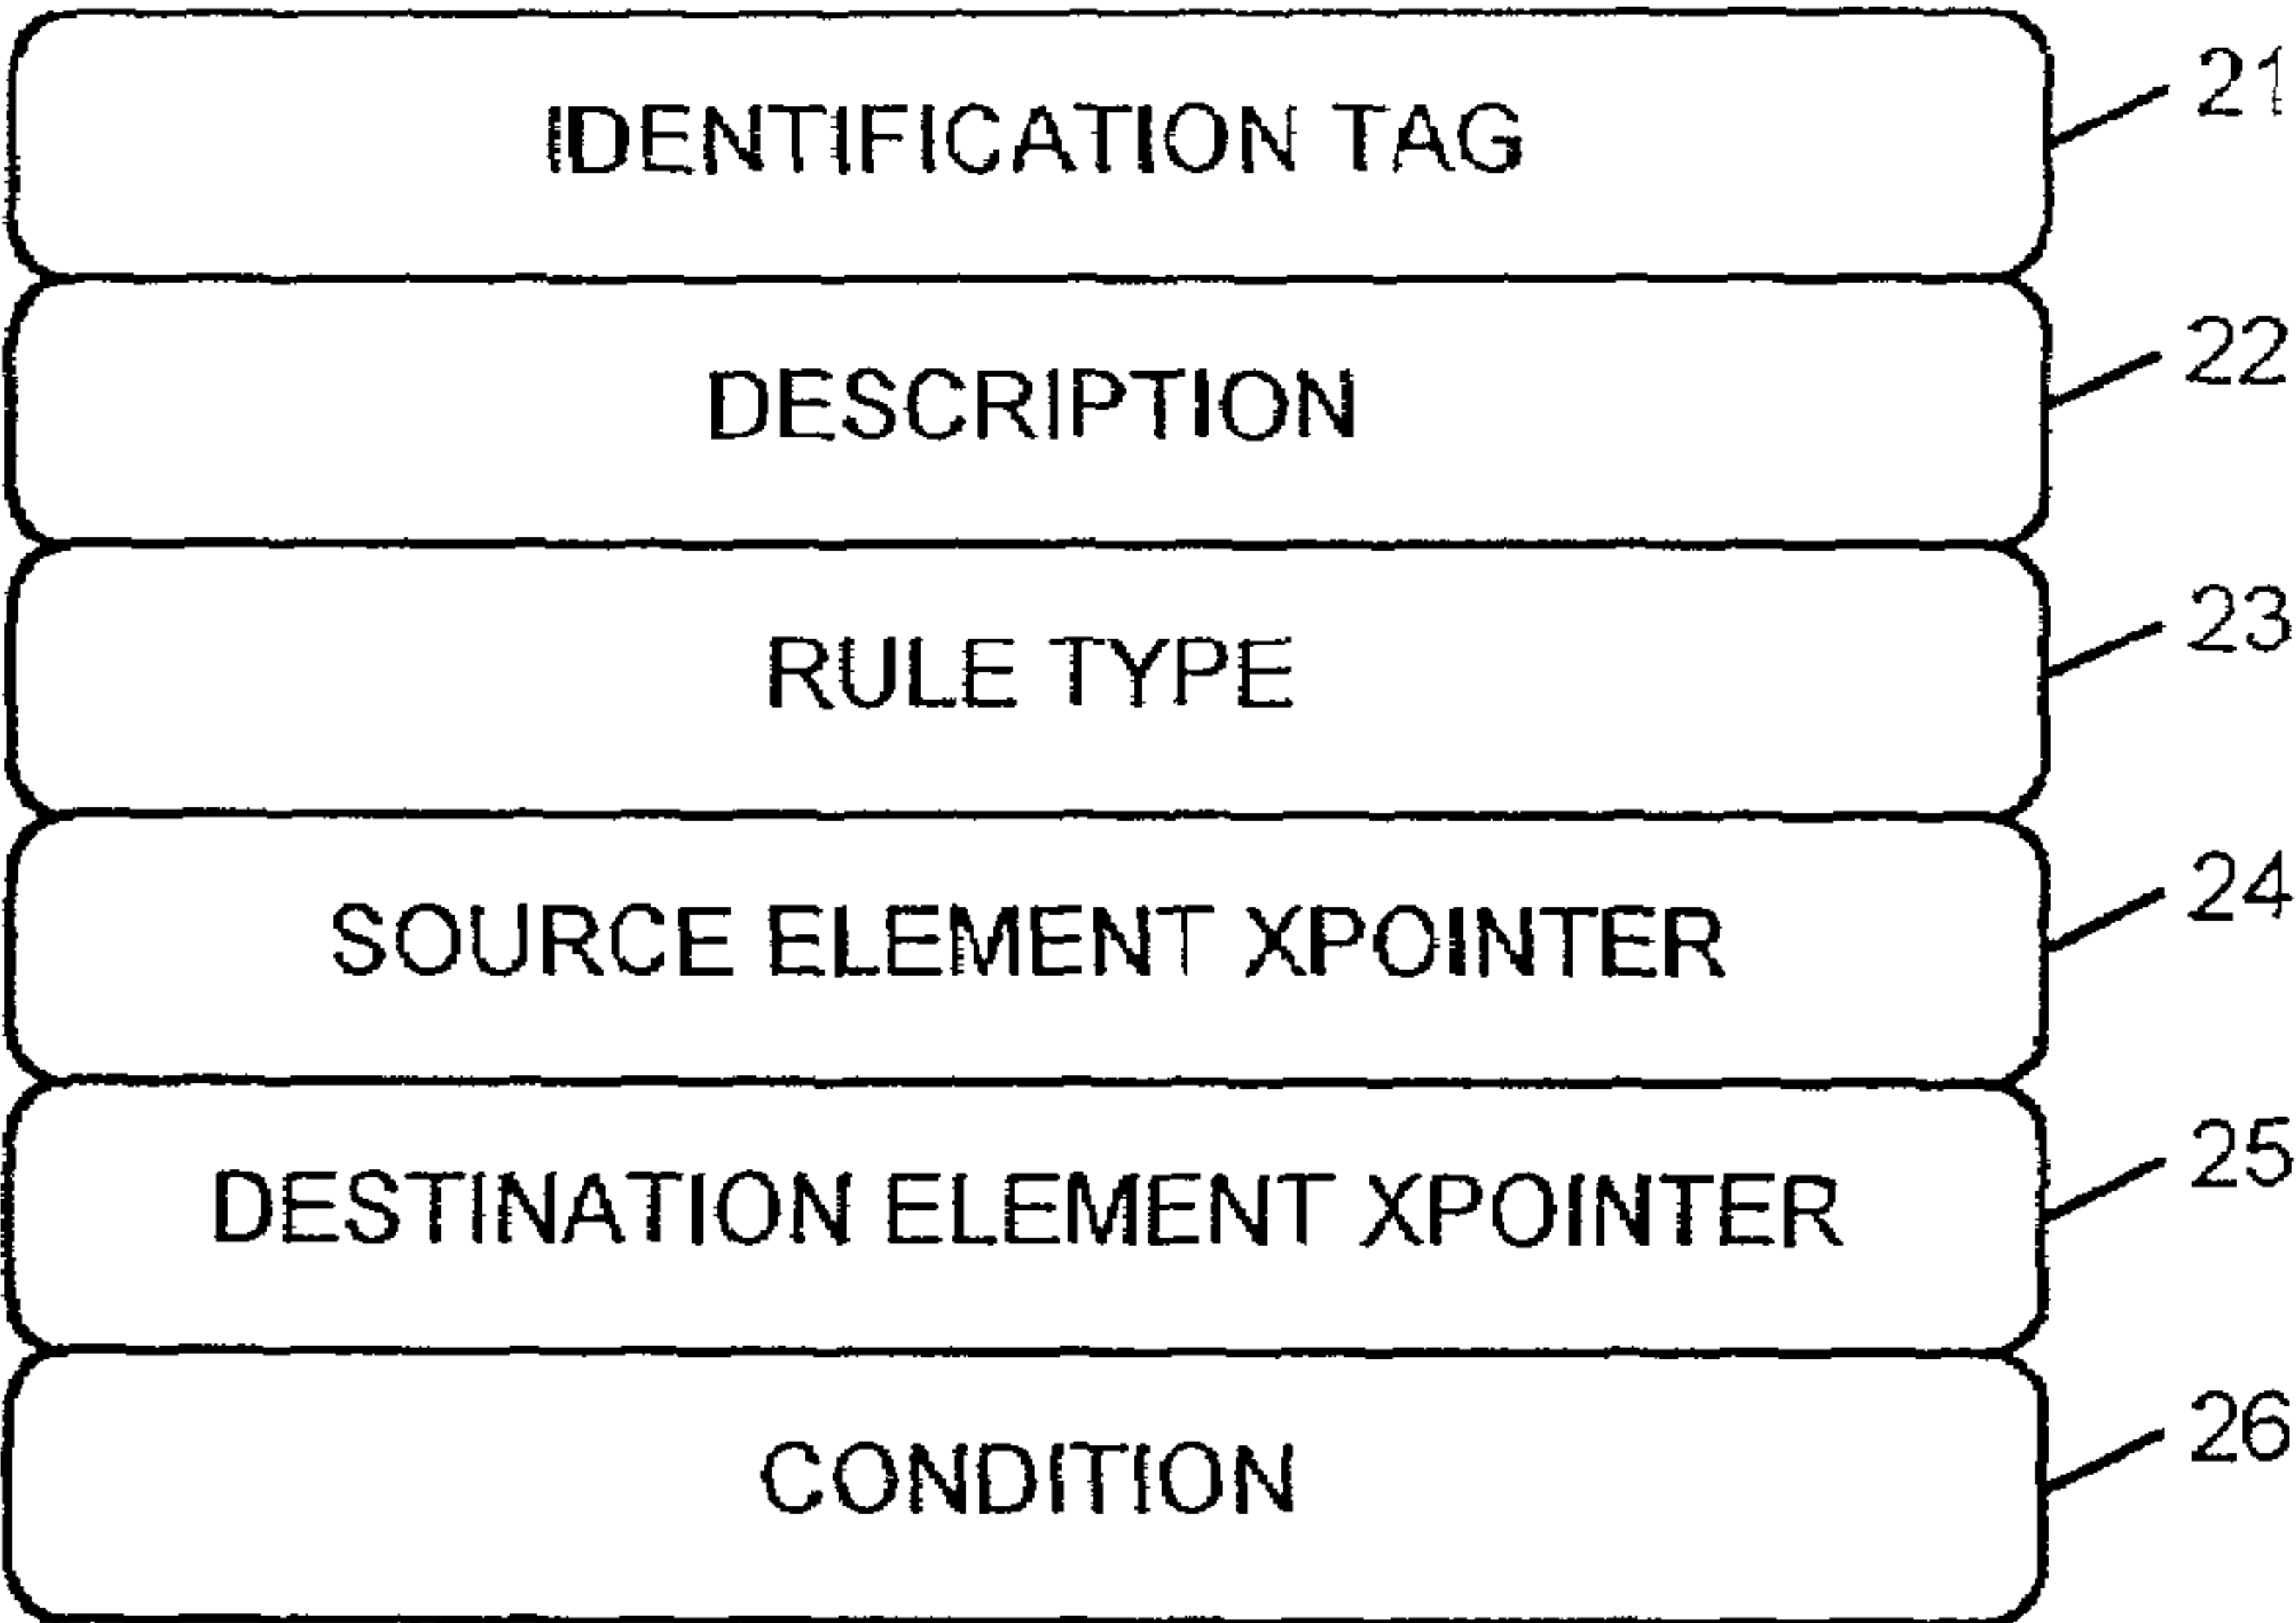 IDENTIFICATION TAG 21
DESCRIPTION 22
RULE TYPE 23
SOURCE ELEMENT XPOINTER 24
DESTINATION ELEMENT XPOINTER 25
CONDITION 26